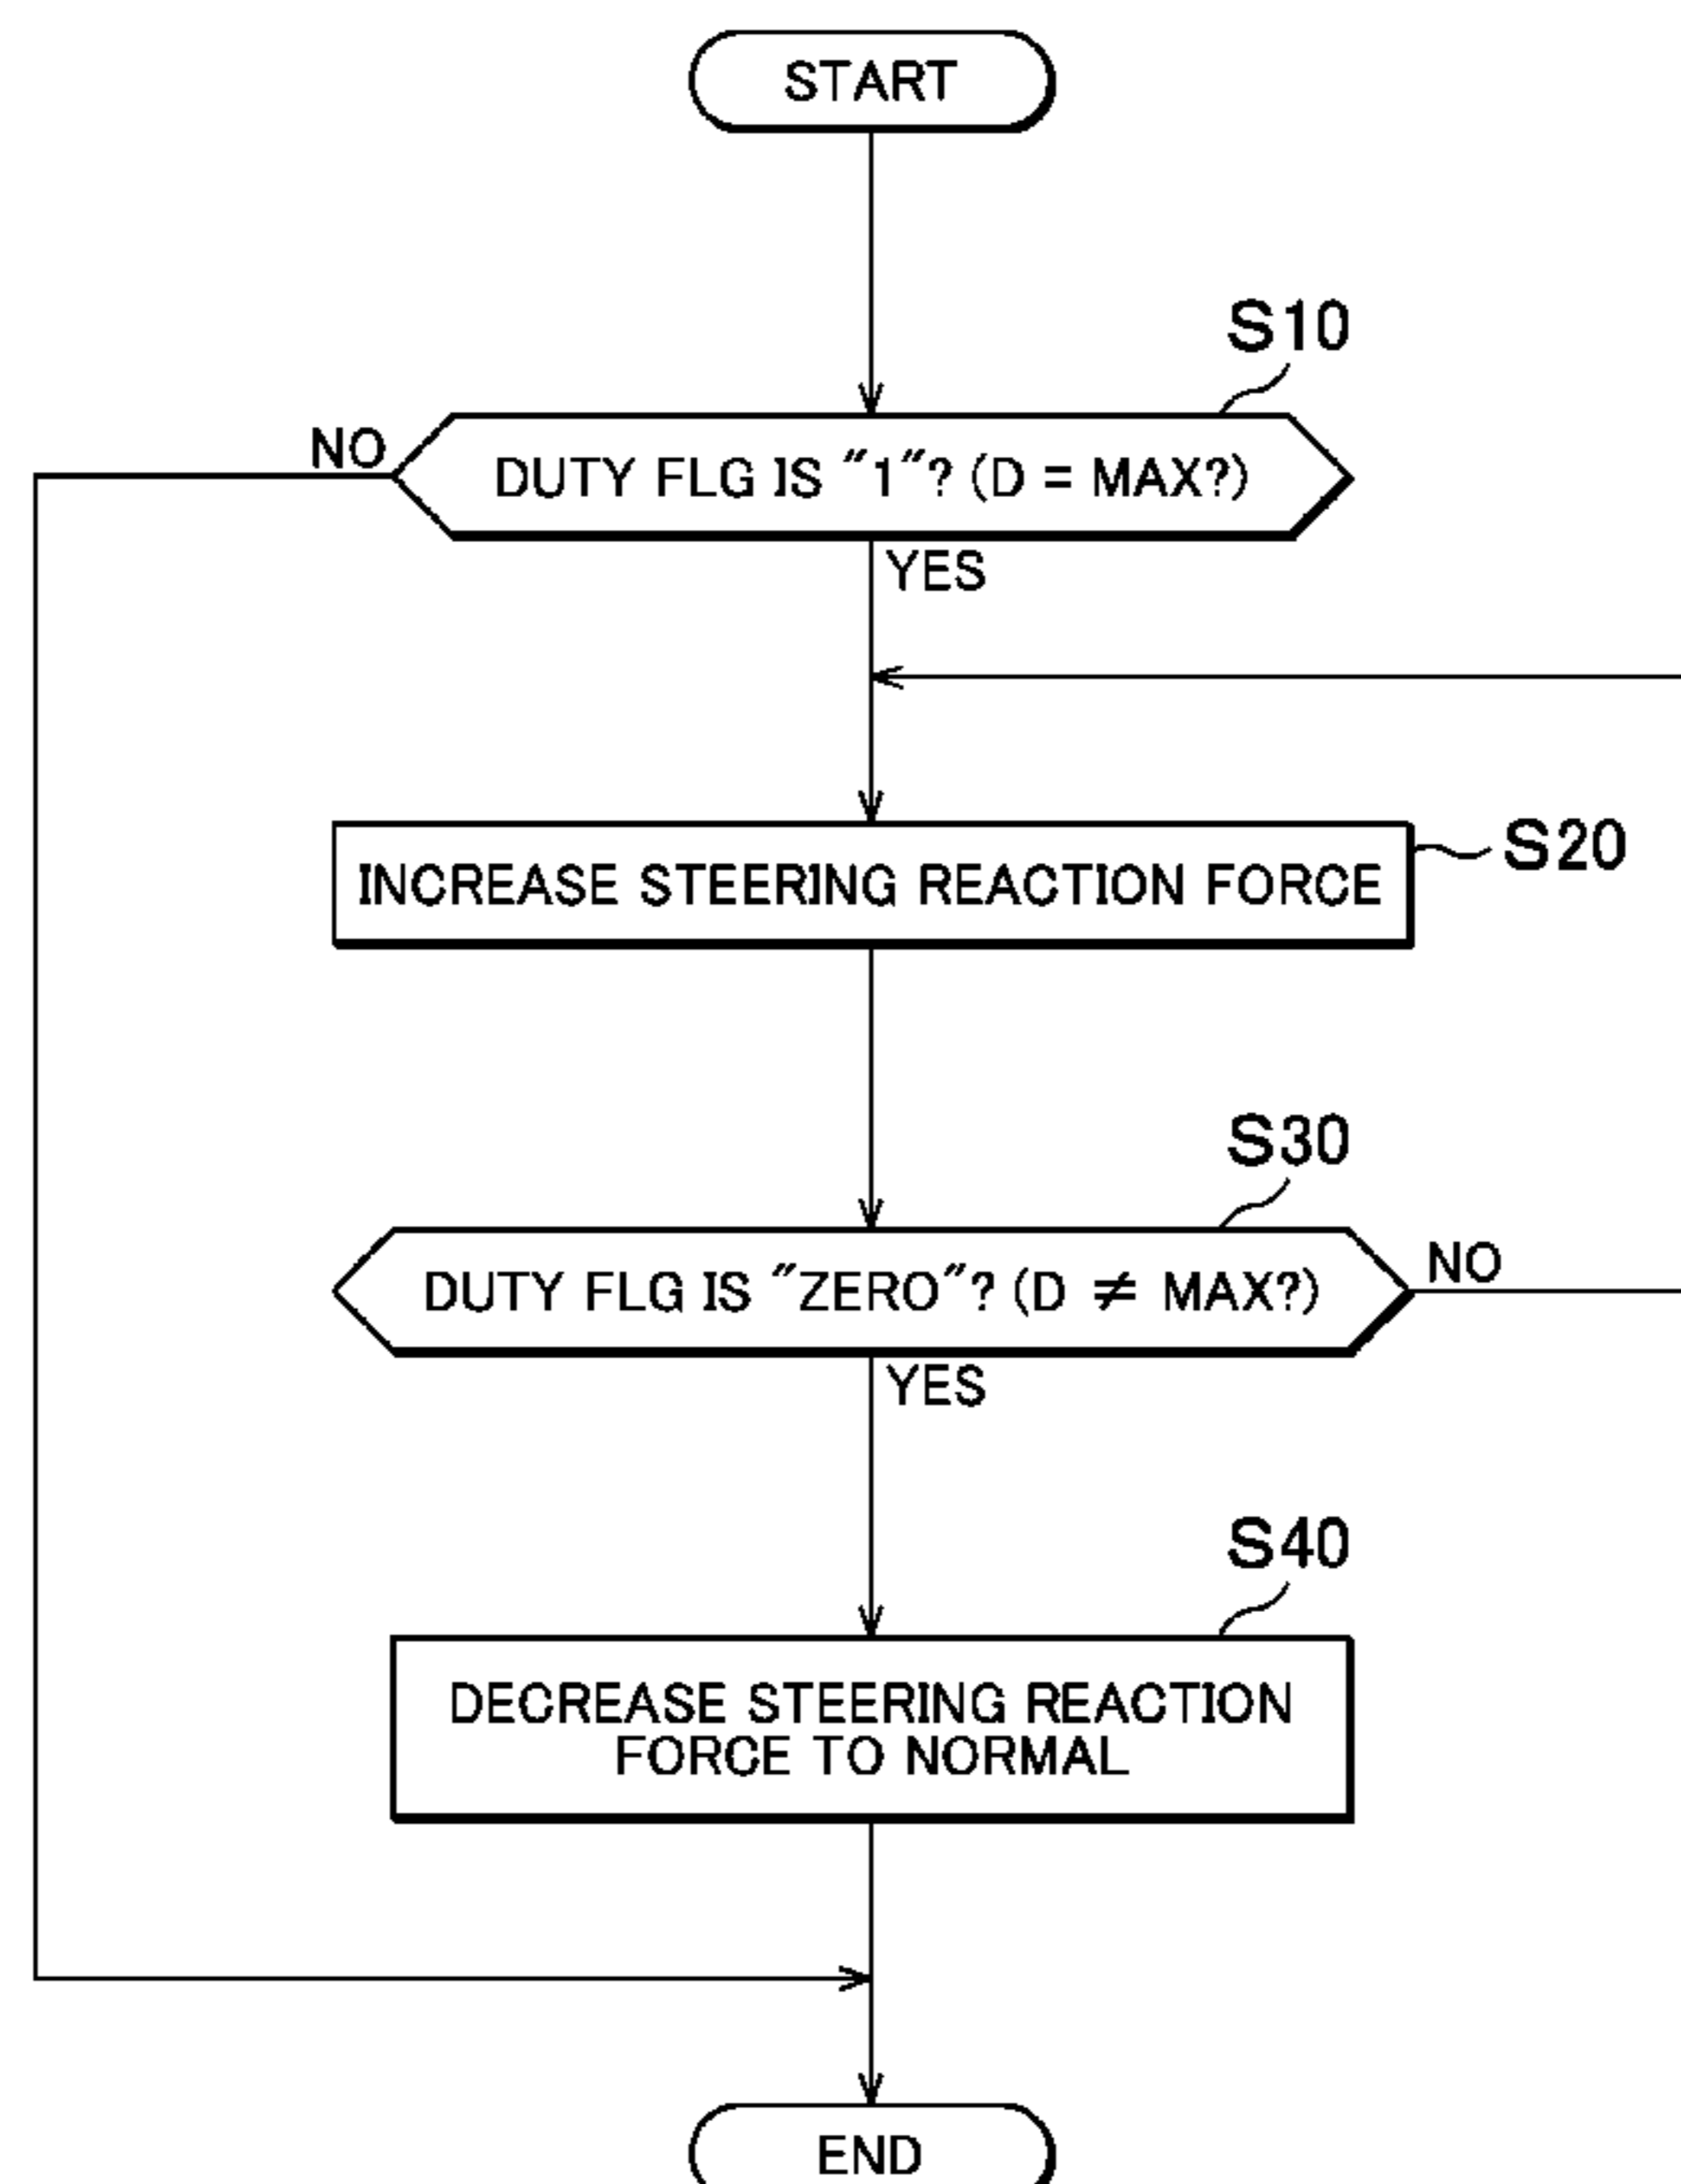 START
S10
NO
DUTY FLG IS "1"? (D = MAX?)
YES
INCREASE STEERING REACTION FORCE
S20
S30
DUTY FLG IS "ZERO"? (D ≠ MAX?)
NO
YES
S40
DECREASE STEERING REACTION
FORCE TO NORMAL
END